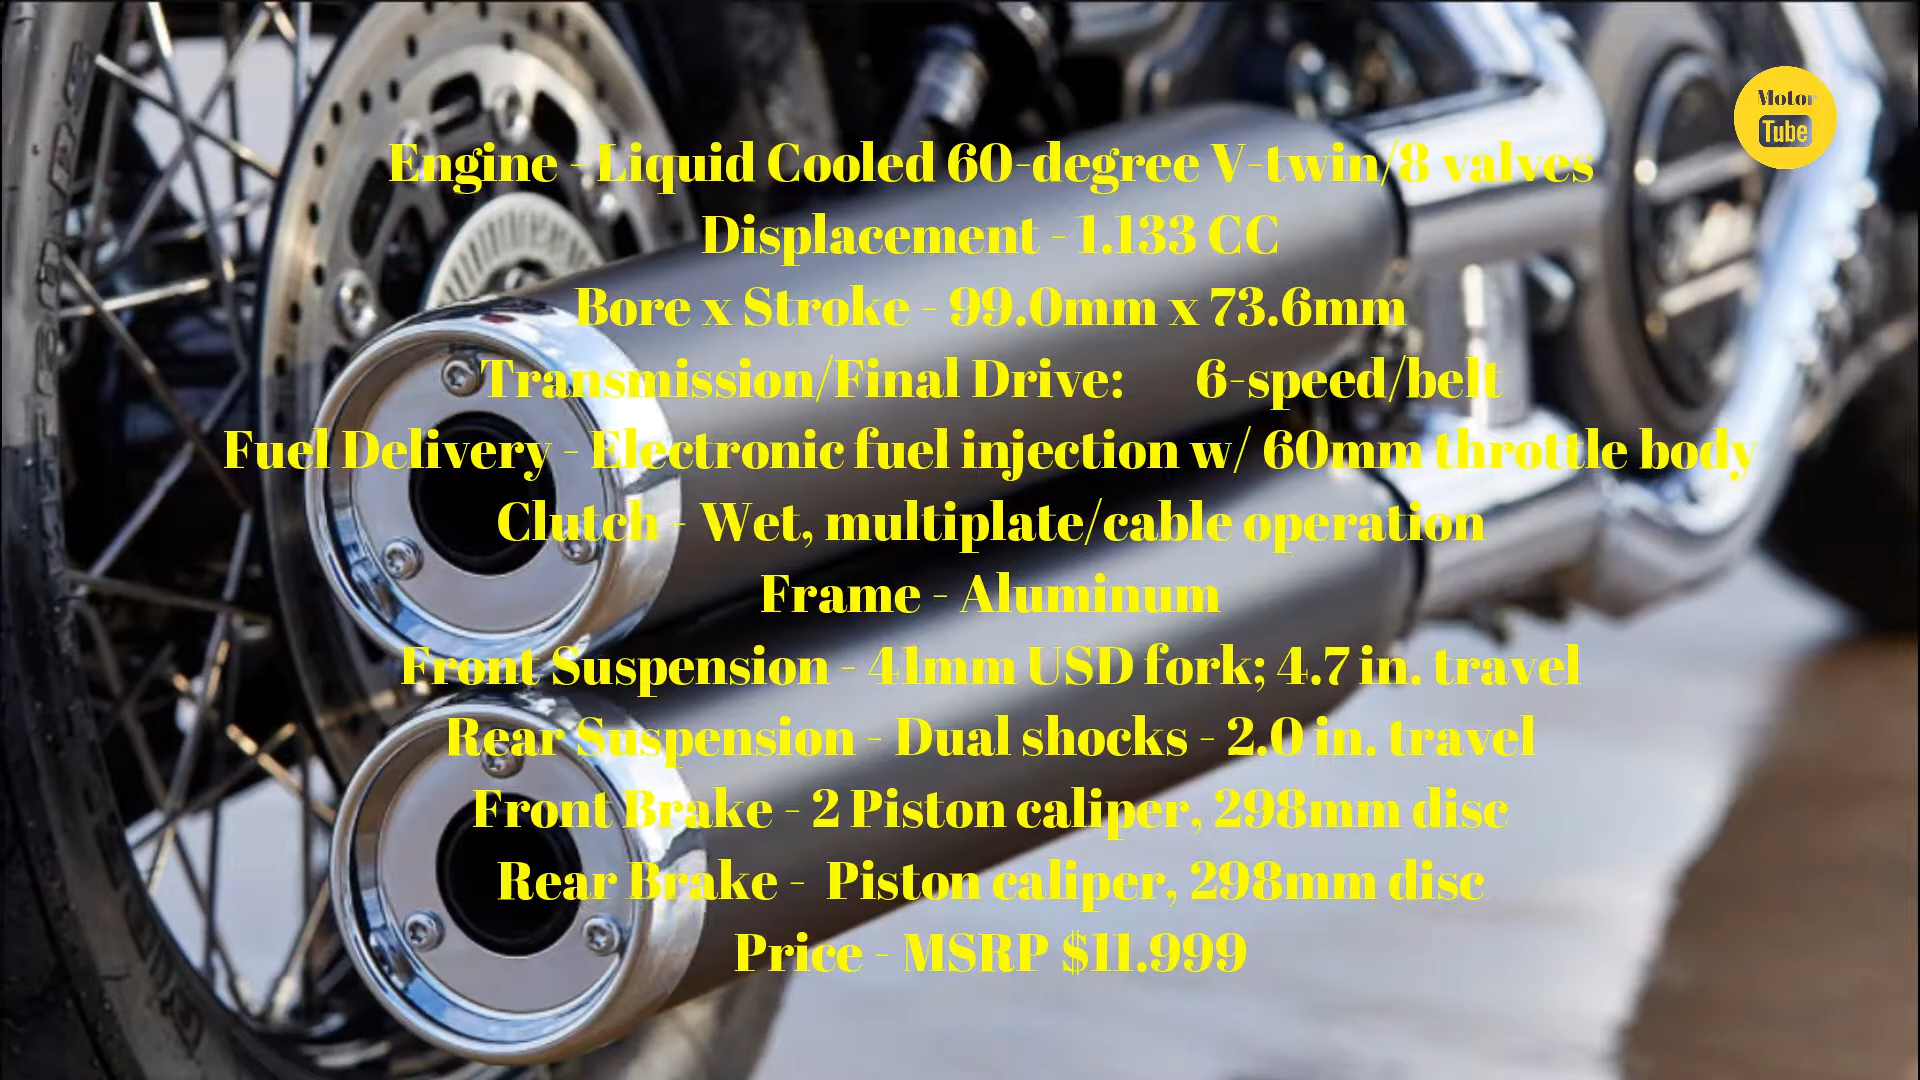 Motor
Tube
Engine - Liquid Cooled 60-degree V-twin/8 valves
Displacement - 1.133 CC
Bore x Stroke - 99.0mm x 73.6mm
Transmission/Final Drive: 6-speed/belt
Fuel Delivery - Electronic fuel injection w/ 60mm throttle body
Clutch - Wet, multiplate/cable operation
Frame - Aluminum
Front Suspension - 41mm USD fork; 4.7 in. travel
Rear Suspension - Dual shocks - 2.0 in. travel
Front Brake - 2 Piston caliper, 298mm disc
Rear Brake - Piston caliper, 298mm disc
Price - MSRP $11.999